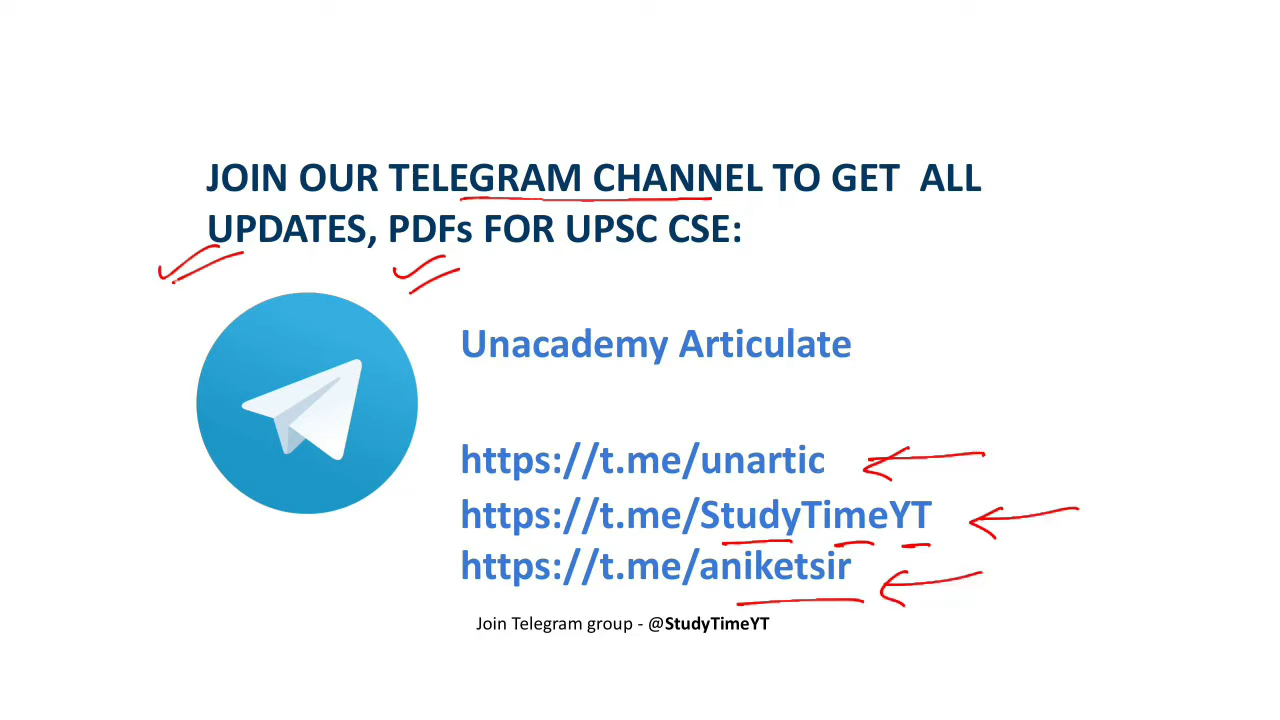 JOIN OUR TELEGRAM CHANNEL TO GET ALL
UPDATES, PDFs FOR UPSC CSE:
Unacademy Articulate
https://t.me/unartic
https://t.me/StudyTimeYT
https://t.me/aniketsir
Join Telegram group - @StudyTimeYT